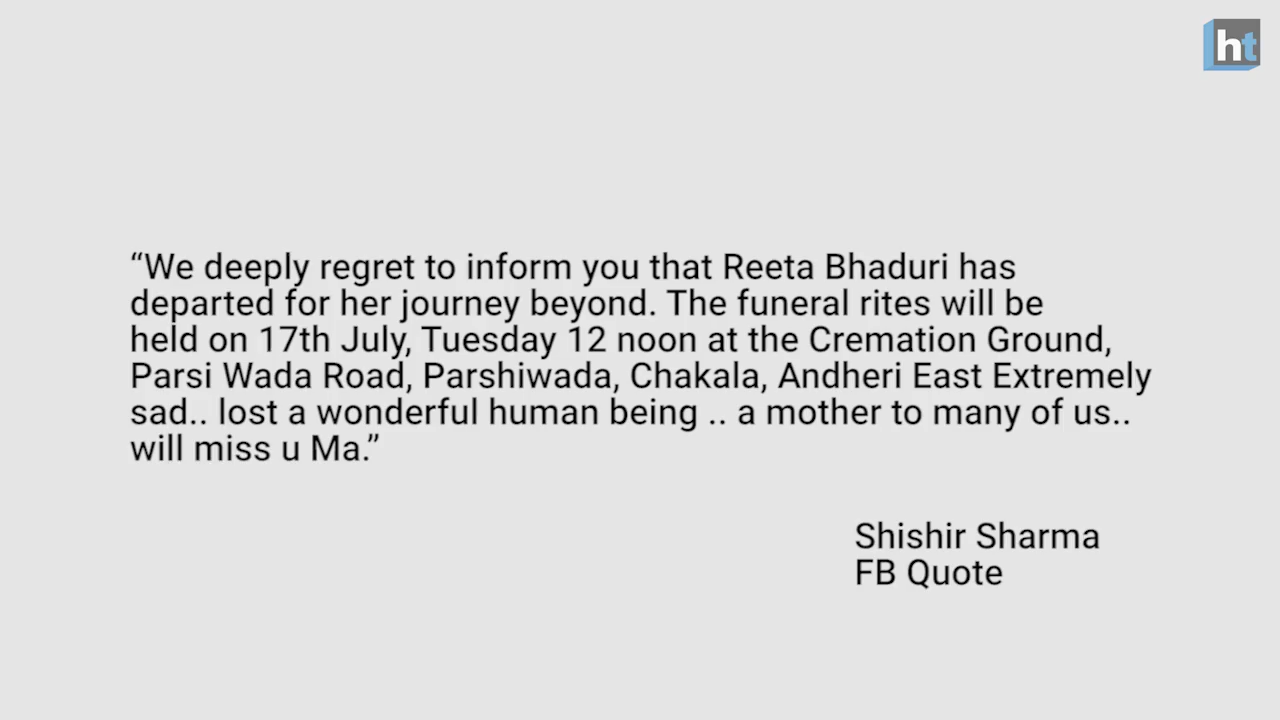 ht
“We deeply regret to inform you that Reeta Bhaduri has
departed for her journey beyond. The funeral rites will be
held on 17th July, Tuesday 12 noon at the Cremation Ground,
Parsi Wada Road, Parshiwada, Chakala, Andheri East Extremely
sad.. lost a wonderful human being .. a mother to many of us..
will miss u Ma.”
Shishir Sharma
FB Quote